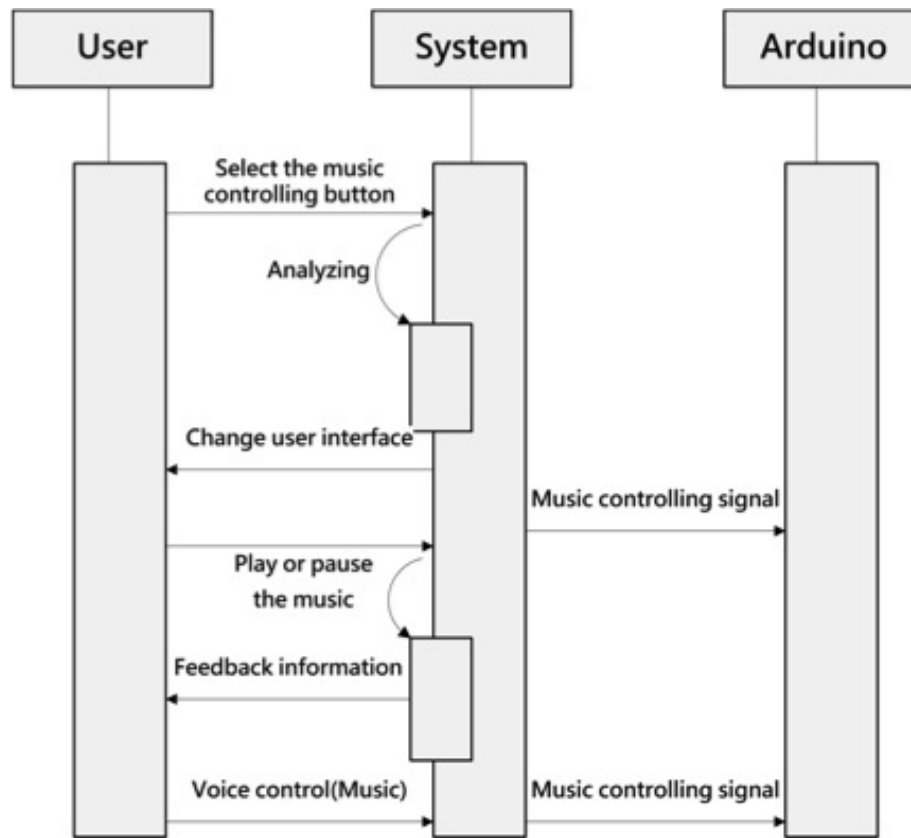 User
System
Arduino
Select the music
controlling button
Analyzing
Change user interface
Music controlling signal
Play or pause
the music
Feedback information
Voice control(Music)
Music controlling signal